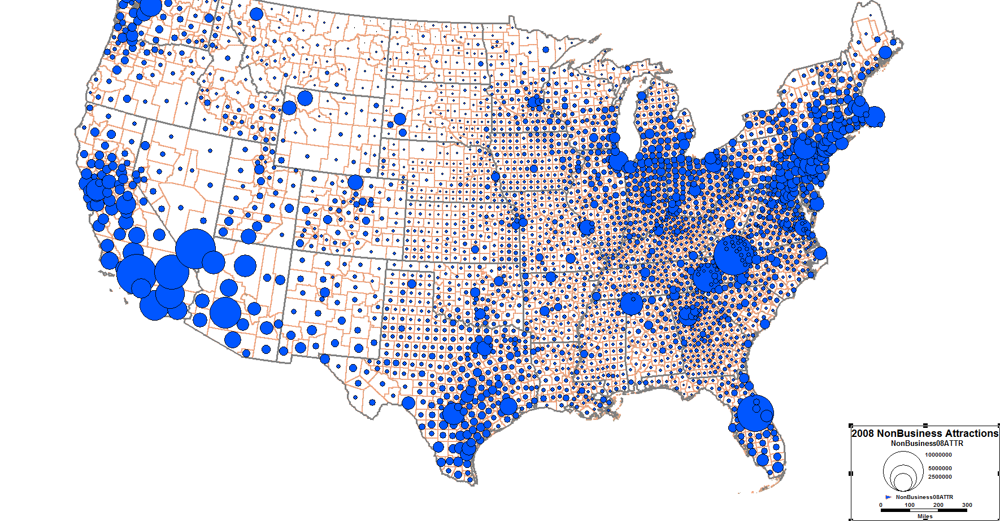 2008 NonBusiness Attractions
NonBusiness08ATTR
10000000
5000000
2500000
NonBusiness08ATTR
0 100 200 300
Miles